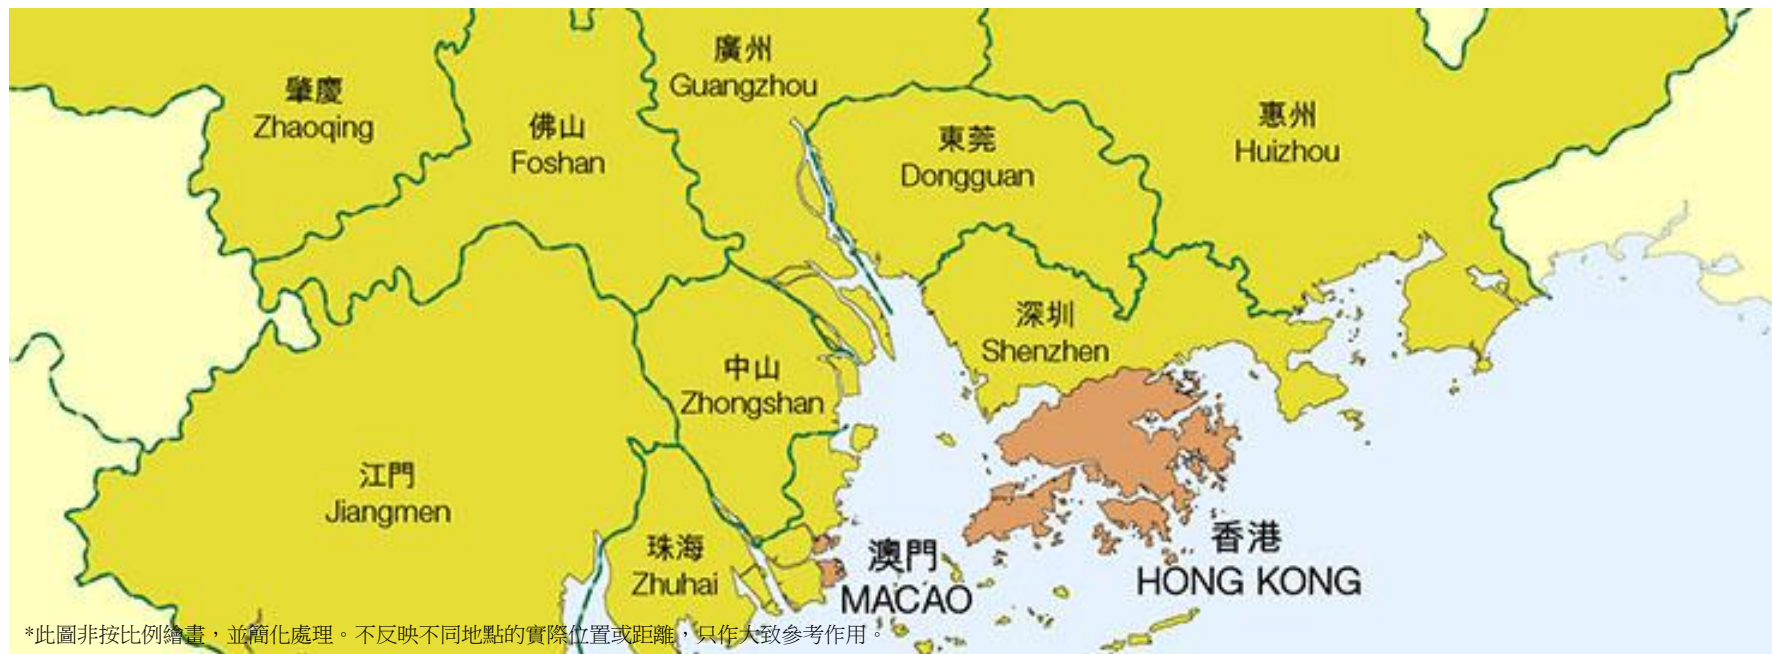 廣州
Guangzhou
肇慶
Zhaoqing
佛山
Foshan
東莞
Dongguan
惠州
Huizhou
深圳
Shenzhen
中山
Zhongshan
江門
Jiangmen
珠海
Zhuhai
澳門
MACAO
香港
HONG KONG
*此圖非按比例繪畫，並簡化處理。不反映不同地點的實際位置或距離，只作大致參考作用。